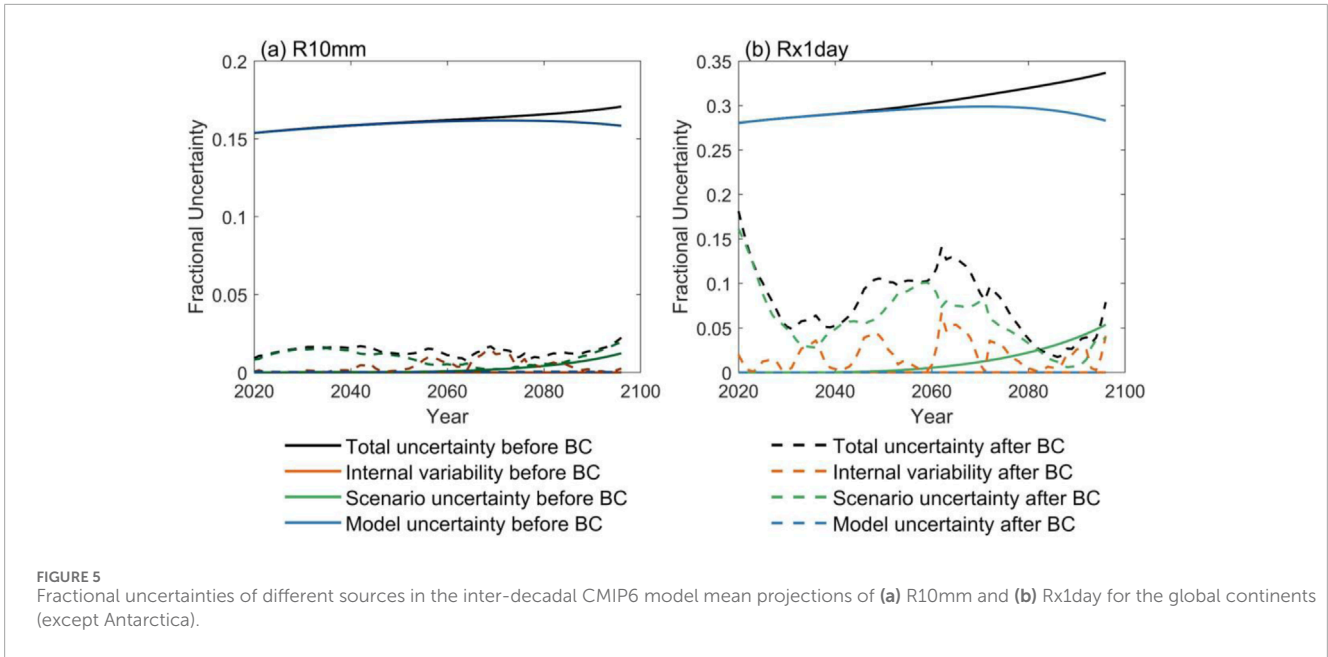 (a) R10mm
0.2
0.15
0.1
0.05
0
Fractional Uncertainty
2020 2040 2060 2080 2100
Year
(b) Rx1day
0.35
0.3
0.25
0.2
0.15
0.1
0.05
0
Fractional Uncertainty
2020 2040 2060 2080 2100
Year
Total uncertainty before BC
Internal variability before BC
Scenario uncertainty before BC
Model uncertainty before BC
Total uncertainty after BC
Internal variability after BC
Scenario uncertainty after BC
Model uncertainty after BC
FIGURE 5
Fractional uncertainties of different sources in the inter-decadal CMIP6 model mean projections of (a) R10mm and (b) Rx1day for the global continents
(except Antarctica).